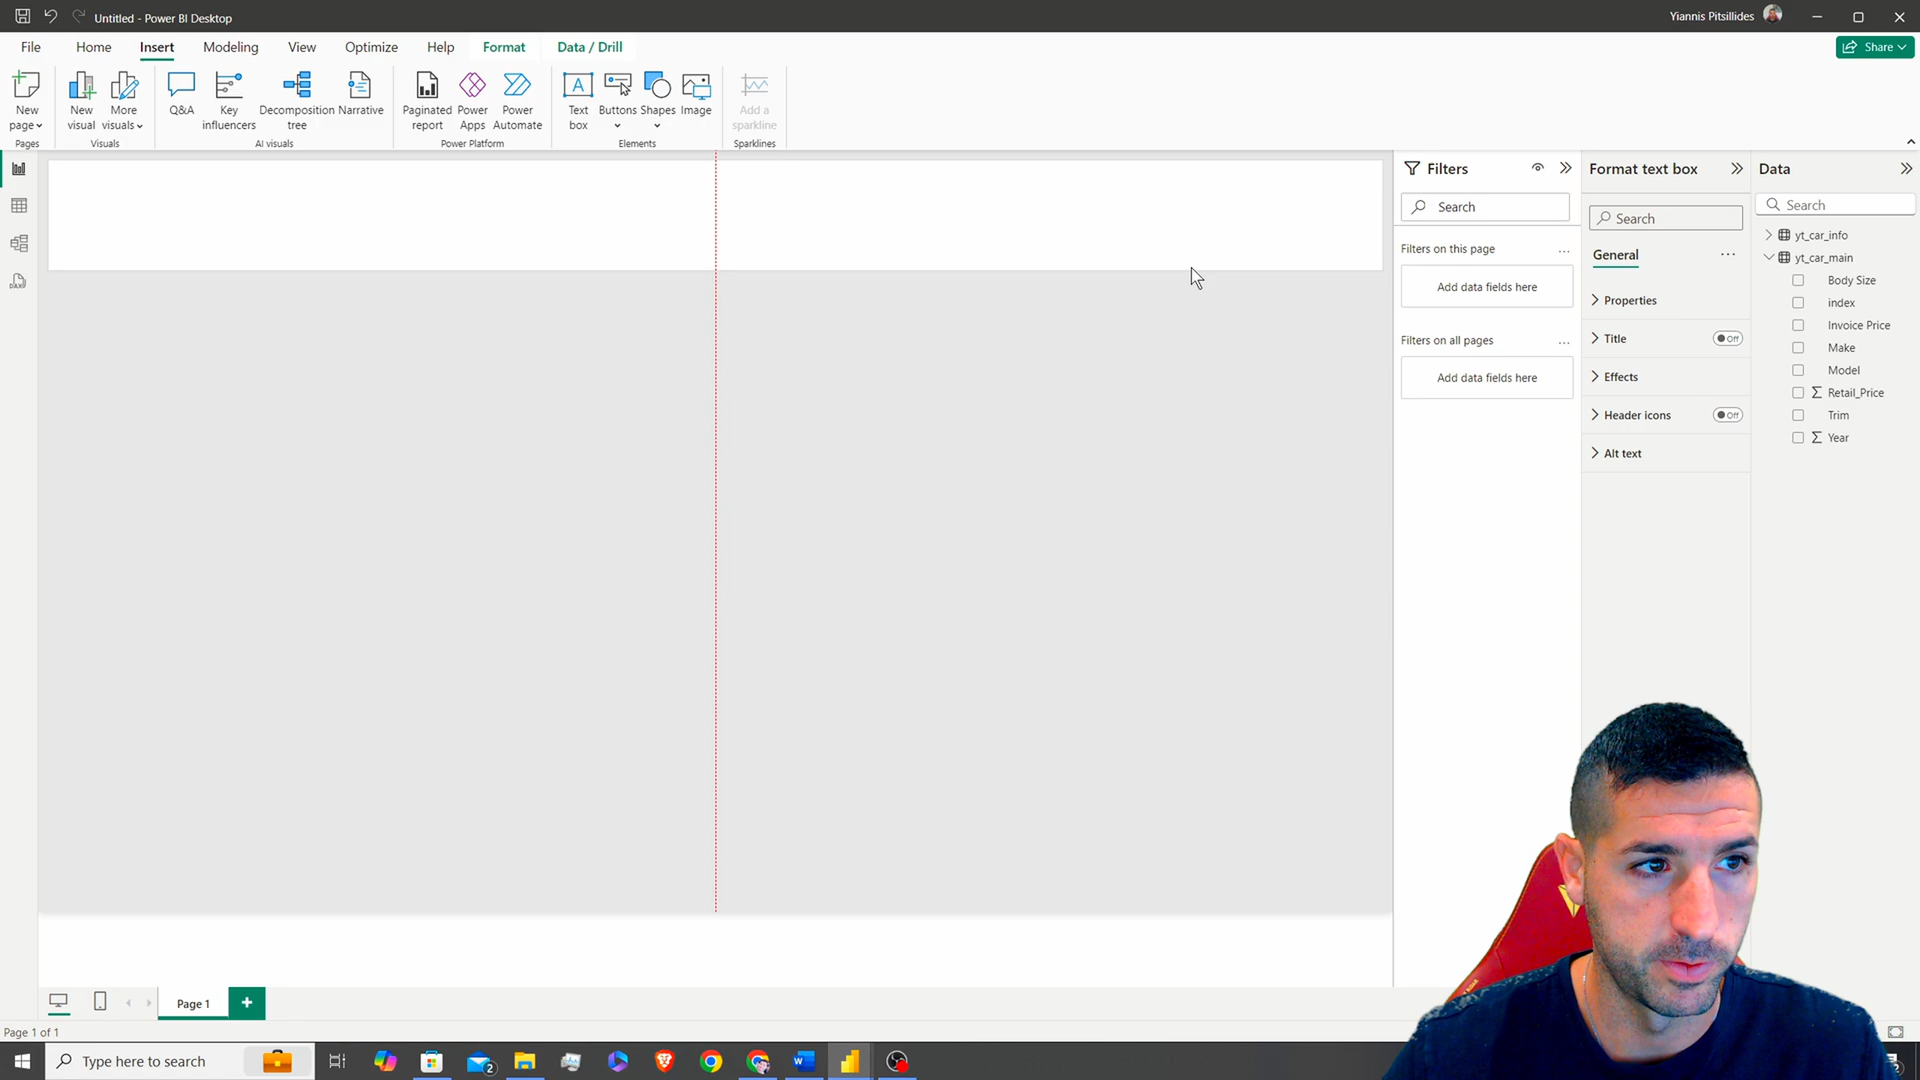 Untitled - Power BI Desktop
Yiannis Pitsillides
File Home Insert Modeling View Optimize Help Format Data / Drill
Share
New page
New visual
More visuals
Q&A
Key influencers
Decomposition tree
Narrative
Paginated report
Power Apps
Power Automate
Text box
Buttons
Shapes
Image
Add a sparkline
Pages
Visuals
AI visuals
Power Platform
Elements
Sparklines
Filters
Search
Filters on this page
...
Add data fields here
Filters on all pages
...
Add data fields here
Format text box
Search
General
...
Properties
Title
Off
Effects
Header icons
Off
Alt text
Data
Search
yt_car_info
yt_car_main
Body Size
index
Invoice Price
Make
Model
Σ Retail_Price
Trim
Σ Year
Page 1
+
Page 1 of 1
Type here to search
2
W